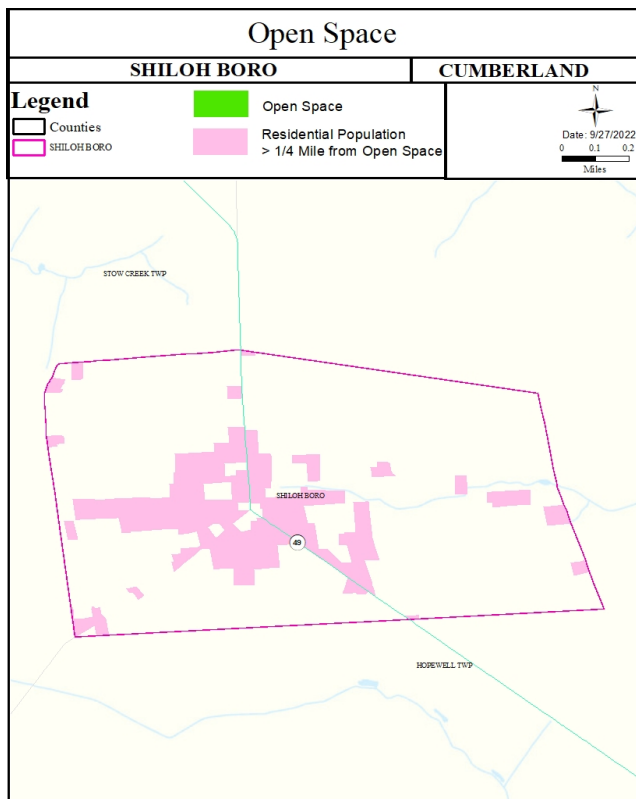 Open Space
SHILOH BORO
CUMBERLAND
Legend
Counties
SHILOH BORO
Open Space
Residential Population
> 1/4 Mile from Open Space
N
Date: 9/27/2022
0 0.1 0.2
Miles
STOW CREEK TWP
SHILOH BORO
49
HOPEWELL TWP